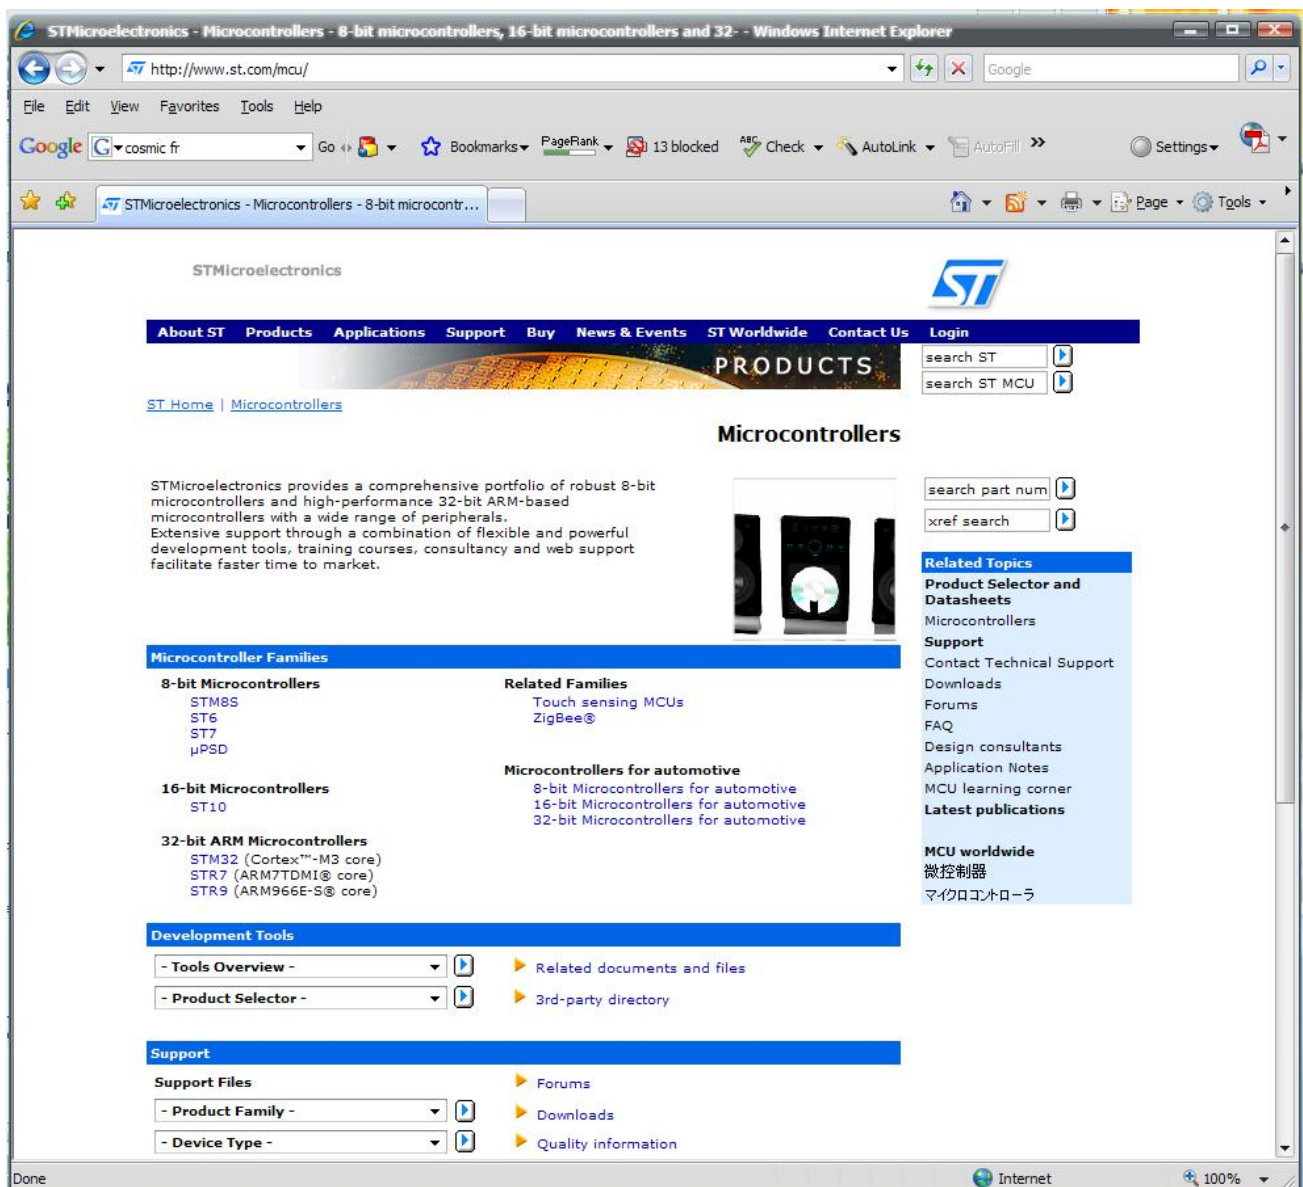 STMicroelectronics - Microcontrollers - 8-bit microcontrollers, 16-bit microcontrollers and 32- - Windows Internet Explorer
http://www.st.com/mcu/
Google
File Edit View Favorites Tools Help
Google G cosmic fr Go Bookmarks PageRank 13 blocked ABC Check AutoLink AutoFill Settings
STMicroelectronics - Microcontrollers - 8-bit microcontr... Page Tools
STMicroelectronics
ST
About ST Products Applications Support Buy News & Events ST Worldwide Contact Us Login
PRODUCTS
search ST
search ST MCU
ST Home | Microcontrollers
Microcontrollers
STMicroelectronics provides a comprehensive portfolio of robust 8-bit
microcontrollers and high-performance 32-bit ARM-based
microcontrollers with a wide range of peripherals.
Extensive support through a combination of flexible and powerful
development tools, training courses, consultancy and web support
facilitate faster time to market.
search part num
xref search
Microcontroller Families
8-bit Microcontrollers
STM8S
ST6
ST7
µPSD
16-bit Microcontrollers
ST10
32-bit ARM Microcontrollers
STM32 (Cortex™-M3 core)
STR7 (ARM7TDMI® core)
STR9 (ARM966E-S® core)
Related Families
Touch sensing MCUs
ZigBee®
Microcontrollers for automotive
8-bit Microcontrollers for automotive
16-bit Microcontrollers for automotive
32-bit Microcontrollers for automotive
Related Topics
Product Selector and
Datasheets
Microcontrollers
Support
Contact Technical Support
Downloads
Forums
FAQ
Design consultants
Application Notes
MCU learning corner
Latest publications
MCU worldwide
微控制器
マイクロコントローラ
Development Tools
- Tools Overview -
- Product Selector -
Related documents and files
3rd-party directory
Support
Support Files
- Product Family -
- Device Type -
Forums
Downloads
Quality information
Done Internet 100%